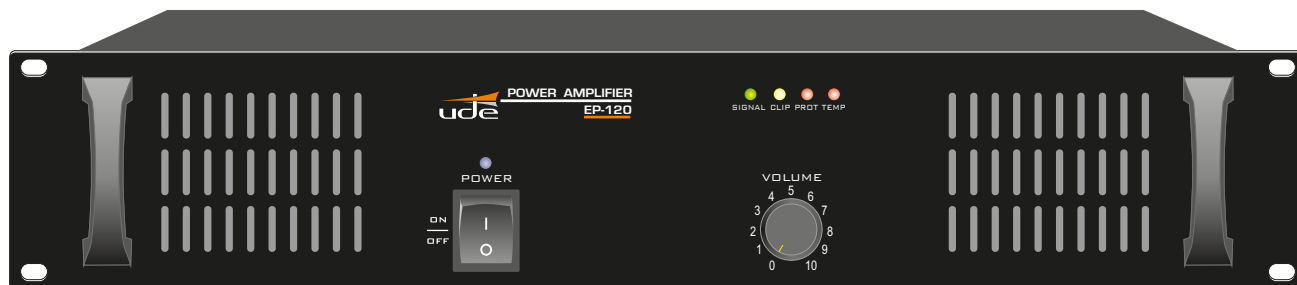 ude
POWER AMPLIFIER
EP-120
SIGNAL CLIP PROT TEMP
POWER
ON
OFF
I
O
VOLUME
0 1 2 3 4 5 6 7 8 9 10